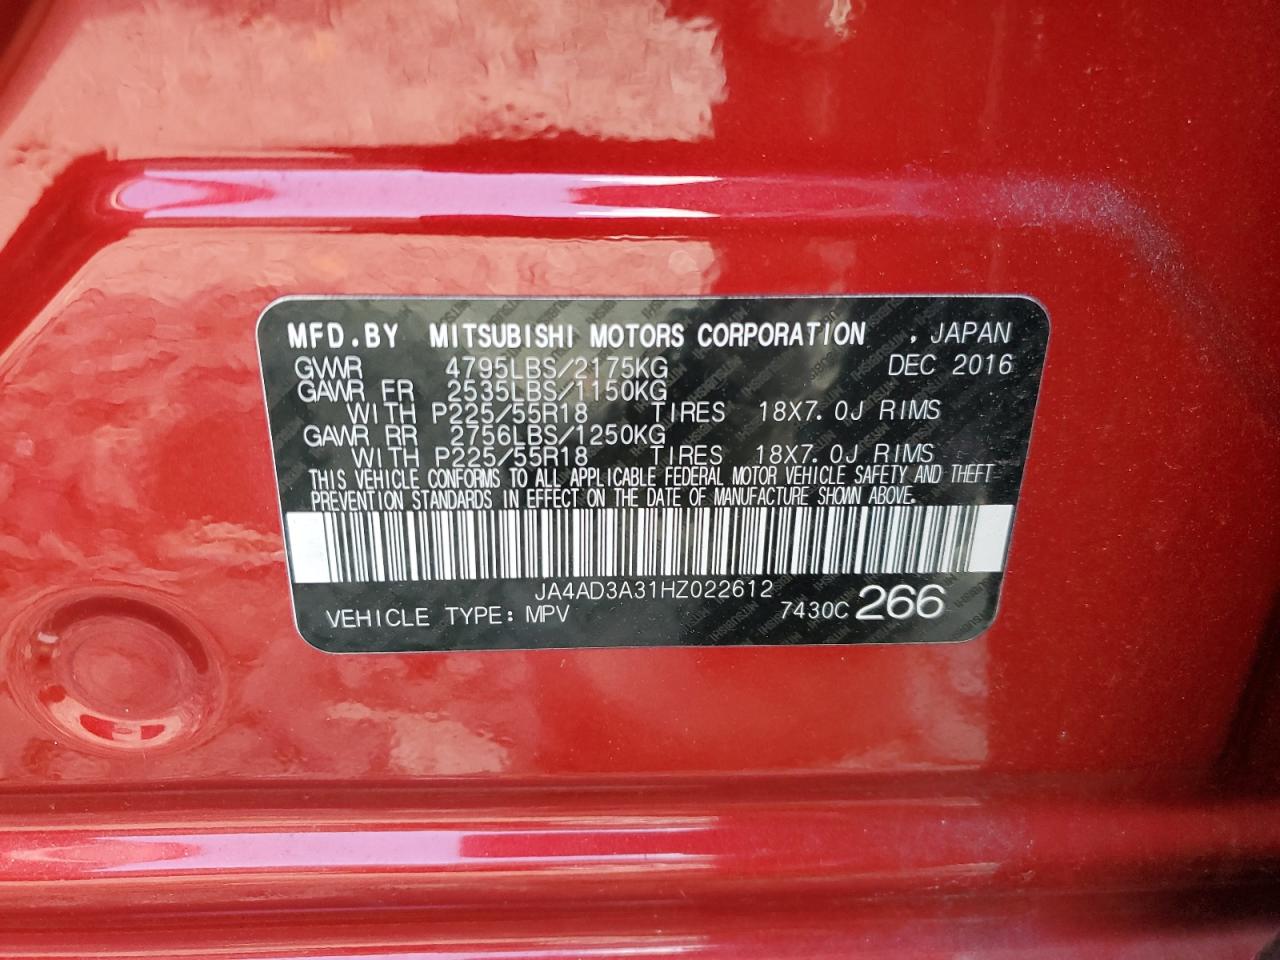 MFD.BY MITSUBISHI MOTORS CORPORATION , JAPAN
GVWR 4795LBS/2175KG DEC 2016
GAWR FR 2535LBS/1150KG
WITH P225/55R18 TIRES 18X7.0J RIMS
GAWR RR 2756LBS/1250KG
WITH P225/55R18 TIRES 18X7.0J RIMS
THIS VEHICLE CONFORMS TO ALL APPLICABLE FEDERAL MOTOR VEHICLE SAFETY AND THEFT
PREVENTION STANDARDS IN EFFECT ON THE DATE OF MANUFACTURE SHOWN ABOVE.
JA4AD3A31HZ022612
VEHICLE TYPE: MPV 7430C 266